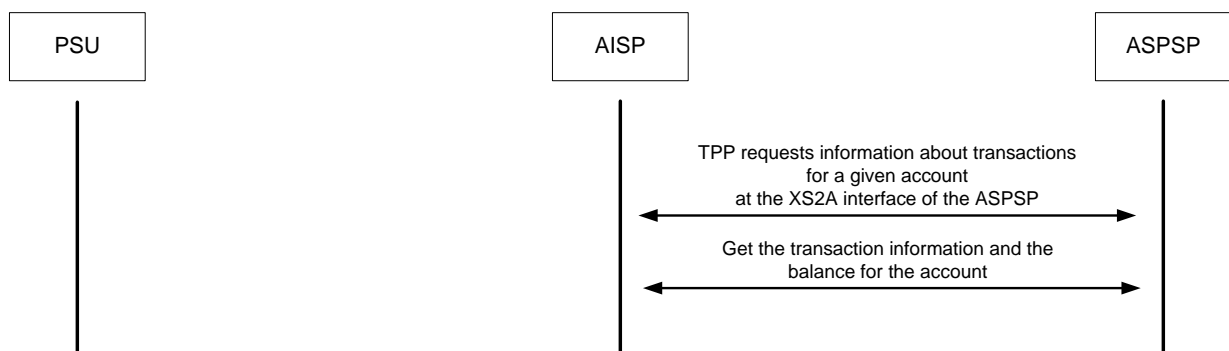 PSU
AISP
ASPSP
TPP requests information about transactions
for a given account
at the XS2A interface of the ASPSP
Get the transaction information and the
balance for the account